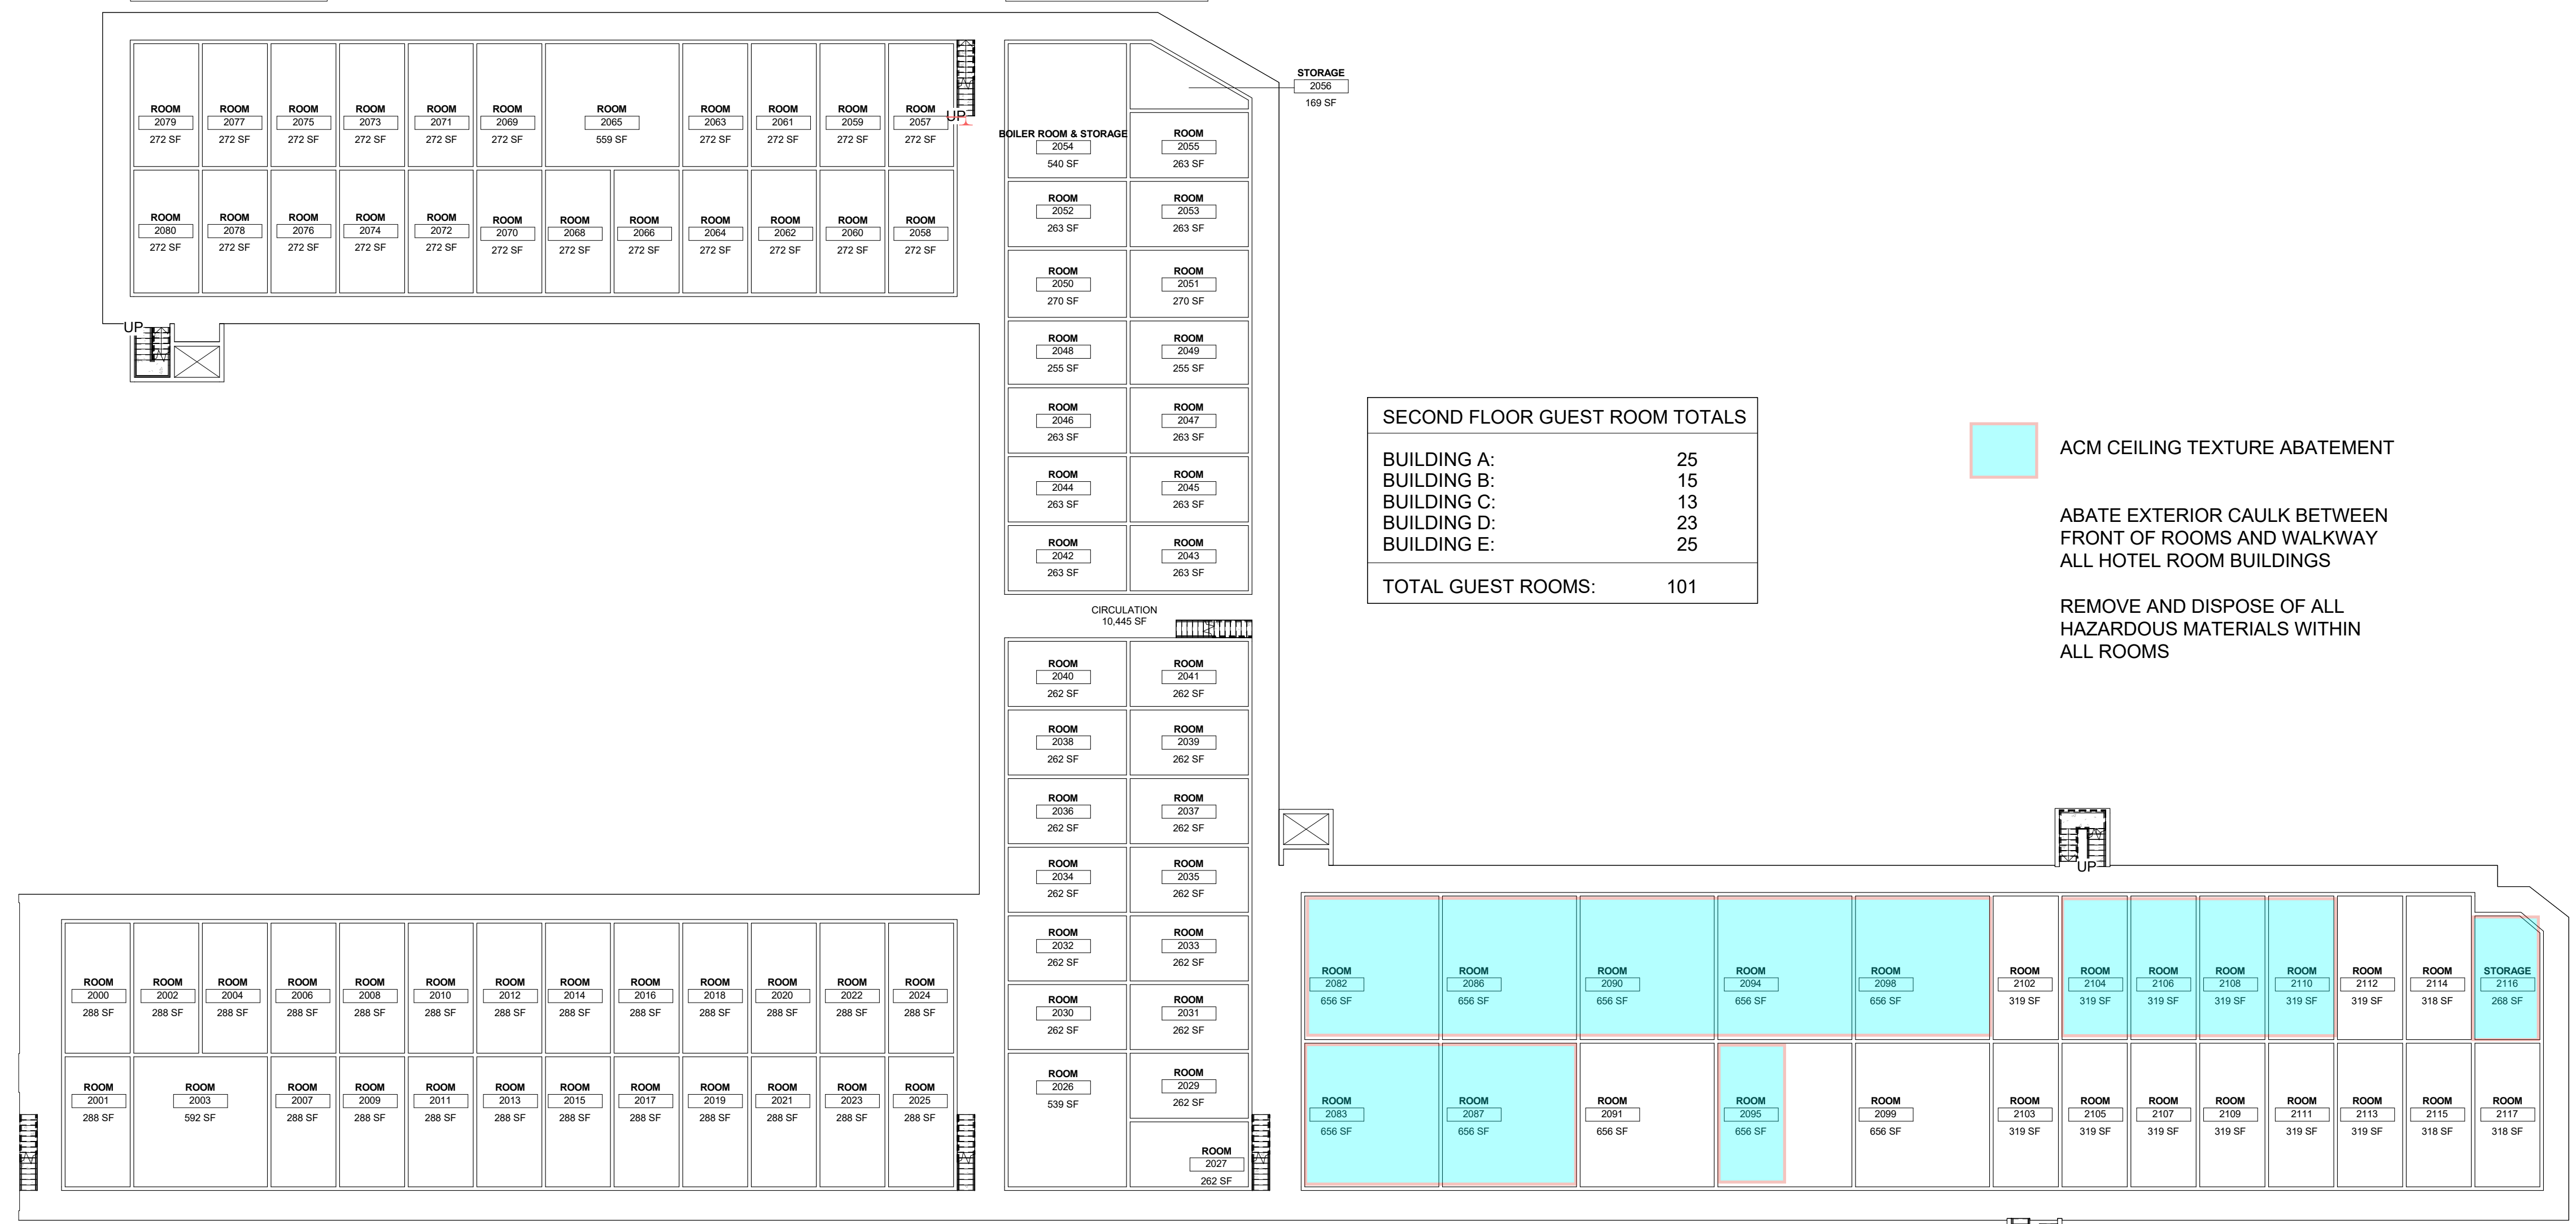 STORAGE
2056
169 SF
ROOM ROOM ROOM ROOM ROOM ROOM ROOM ROOM ROOM ROOM ROOM
2079 2077 2075 2073 2071 2069 2065 2063 2061 2059 2057
272 SF 272 SF 272 SF 272 SF 272 SF 272 SF 559 SF 272 SF 272 SF 272 SF 272 SF
UP
ROOM ROOM ROOM ROOM ROOM ROOM ROOM ROOM ROOM ROOM ROOM ROOM
2080 2078 2076 2074 2072 2070 2068 2066 2064 2062 2060 2058
272 SF 272 SF 272 SF 272 SF 272 SF 272 SF 272 SF 272 SF 272 SF 272 SF 272 SF 272 SF
UP
BOILER ROOM & STORAGE ROOM
2054 2055
540 SF 263 SF
ROOM ROOM
2052 2053
263 SF 263 SF
ROOM ROOM
2050 2051
270 SF 270 SF
ROOM ROOM
2048 2049
255 SF 255 SF
ROOM ROOM
2046 2047
263 SF 263 SF
ROOM ROOM
2044 2045
263 SF 263 SF
ROOM ROOM
2042 2043
263 SF 263 SF
CIRCULATION
10,445 SF
ROOM ROOM
2040 2041
262 SF 262 SF
ROOM ROOM
2038 2039
262 SF 262 SF
ROOM ROOM
2036 2037
262 SF 262 SF
ROOM ROOM
2034 2035
262 SF 262 SF
ROOM ROOM
2032 2033
262 SF 262 SF
ROOM ROOM
2030 2031
262 SF 262 SF
ROOM ROOM
2026 2029
539 SF 262 SF
ROOM
2027
262 SF
SECOND FLOOR GUEST ROOM TOTALS
BUILDING A: 25
BUILDING B: 15
BUILDING C: 13
BUILDING D: 23
BUILDING E: 25
TOTAL GUEST ROOMS: 101
ACM CEILING TEXTURE ABATEMENT
ABATE EXTERIOR CAULK BETWEEN
FRONT OF ROOMS AND WALKWAY
ALL HOTEL ROOM BUILDINGS
REMOVE AND DISPOSE OF ALL
HAZARDOUS MATERIALS WITHIN
ALL ROOMS
ROOM ROOM ROOM ROOM ROOM ROOM ROOM ROOM ROOM ROOM ROOM ROOM ROOM
2000 2002 2004 2006 2008 2010 2012 2014 2016 2018 2020 2022 2024
288 SF 288 SF 288 SF 288 SF 288 SF 288 SF 288 SF 288 SF 288 SF 288 SF 288 SF 288 SF 288 SF
ROOM ROOM ROOM ROOM ROOM ROOM ROOM ROOM ROOM ROOM ROOM ROOM
2001 2003 2007 2009 2011 2013 2015 2017 2019 2021 2023 2025
288 SF 592 SF 288 SF 288 SF 288 SF 288 SF 288 SF 288 SF 288 SF 288 SF 288 SF 288 SF
UP
ROOM ROOM ROOM ROOM ROOM ROOM ROOM ROOM ROOM ROOM ROOM ROOM STORAGE
2082 2086 2090 2094 2098 2102 2104 2106 2108 2110 2112 2114 2116
656 SF 656 SF 656 SF 656 SF 656 SF 319 SF 319 SF 319 SF 319 SF 319 SF 319 SF 318 SF 268 SF
ROOM ROOM ROOM ROOM ROOM ROOM ROOM ROOM ROOM ROOM ROOM ROOM ROOM
2083 2087 2091 2095 2099 2103 2105 2107 2109 2111 2113 2115 2117
656 SF 656 SF 656 SF 656 SF 656 SF 319 SF 319 SF 319 SF 319 SF 319 SF 319 SF 318 SF 318 SF